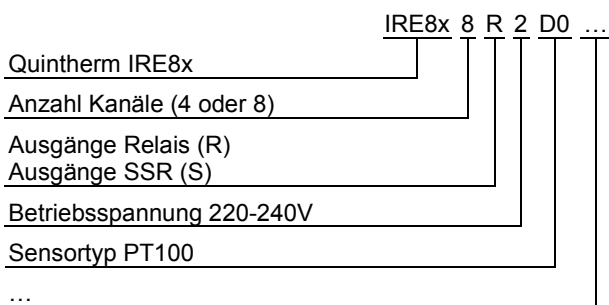 IRE8x 8 R 2 D0 …
Quintherm IRE8x
Anzahl Kanäle (4 oder 8)
Ausgänge Relais (R)
Ausgänge SSR (S)
Betriebsspannung 220-240V
Sensortyp PT100
…